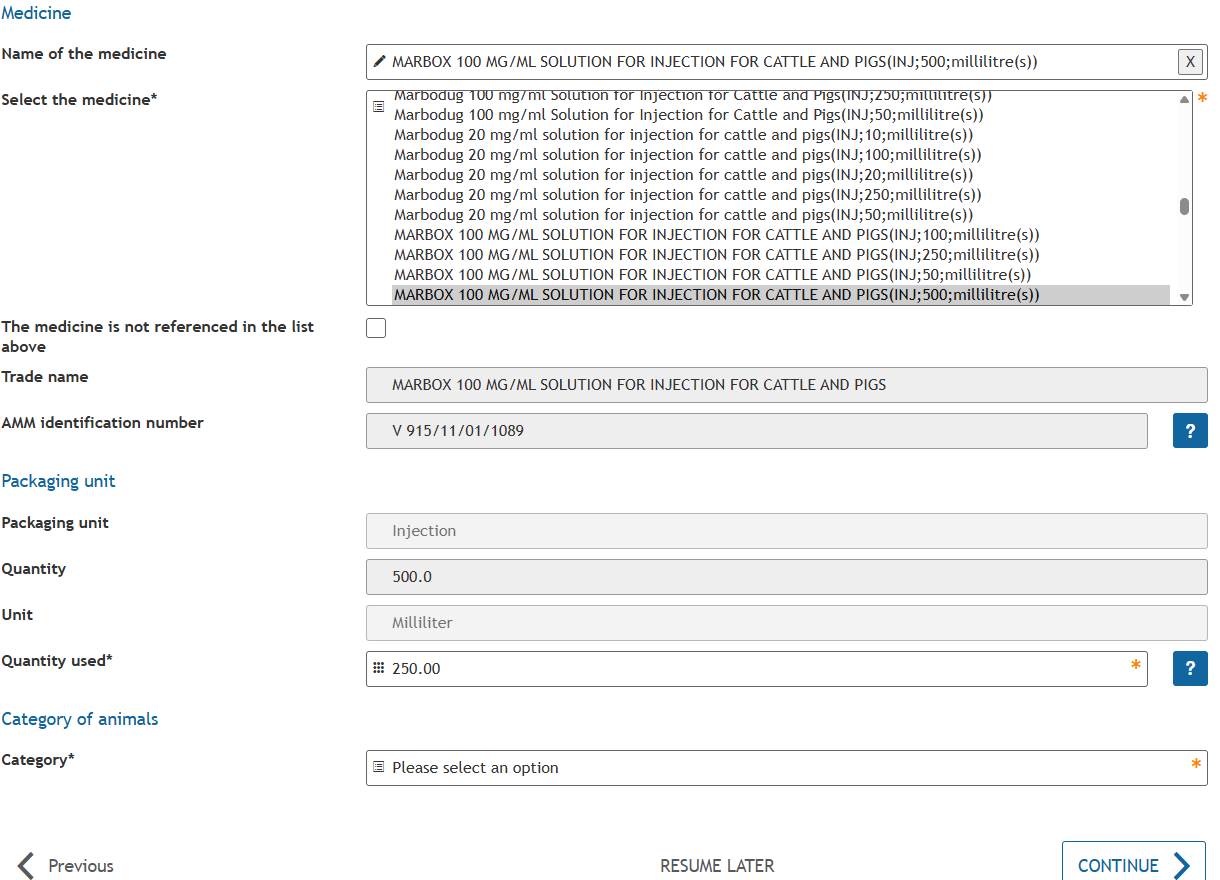 Medicine
Name of the medicine
MARBOX 100 MG/ML SOLUTION FOR INJECTION FOR CATTLE AND PIGS(INJ;500;millilitre(s))
X
Select the medicine*
Marbodug 100 mg/ml Solution for Injection for Cattle and Pigs(INJ;250;millilitre(s))
*
Marbodug 100 mg/ml Solution for Injection for Cattle and Pigs(INJ;50;millilitre(s))
Marbodug 20 mg/ml solution for injection for cattle and pigs(INJ;10;millilitre(s))
Marbodug 20 mg/ml solution for injection for cattle and pigs(INJ;100;millilitre(s))
Marbodug 20 mg/ml solution for injection for cattle and pigs(INJ;20;millilitre(s))
Marbodug 20 mg/ml solution for injection for cattle and pigs(INJ;250;millilitre(s))
Marbodug 20 mg/ml solution for injection for cattle and pigs(INJ;50;millilitre(s))
MARBOX 100 MG/ML SOLUTION FOR INJECTION FOR CATTLE AND PIGS(INJ;100;millilitre(s))
MARBOX 100 MG/ML SOLUTION FOR INJECTION FOR CATTLE AND PIGS(INJ;250;millilitre(s))
MARBOX 100 MG/ML SOLUTION FOR INJECTION FOR CATTLE AND PIGS(INJ;50;millilitre(s))
MARBOX 100 MG/ML SOLUTION FOR INJECTION FOR CATTLE AND PIGS(INJ;500;millilitre(s))
The medicine is not referenced in the list
above
Trade name
MARBOX 100 MG/ML SOLUTION FOR INJECTION FOR CATTLE AND PIGS
AMM identification number
V 915/11/01/1089
?
Packaging unit
Packaging unit
Injection
Quantity
500.0
Unit
Milliliter
Quantity used*
250.00
*
?
Category of animals
Category*
Please select an option
*
Previous
RESUME LATER
CONTINUE